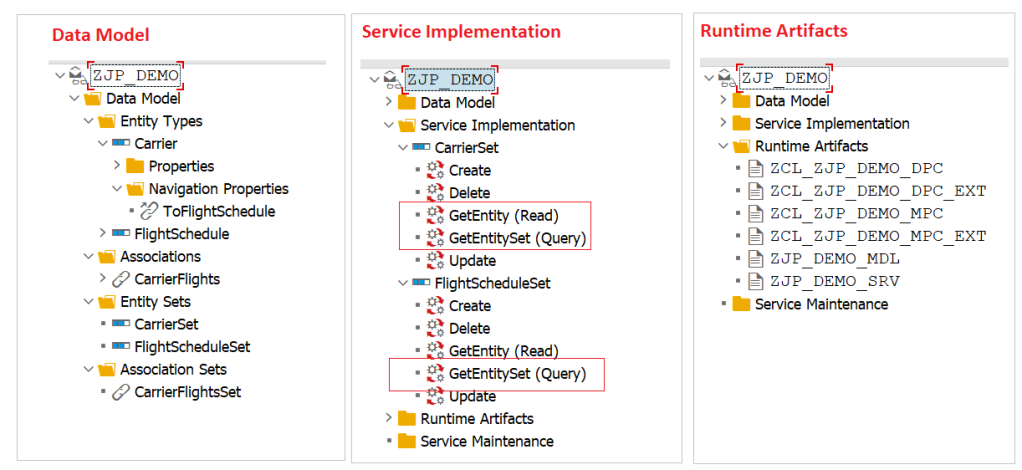 Data Model
ZJP_DEMO
Data Model
Entity Types
Carrier
Properties
Navigation Properties
ToFlightSchedule
FlightSchedule
Associations
CarrierFlights
Entity Sets
CarrierSet
FlightScheduleSet
Association Sets
CarrierFlightsSet
Service Implementation
ZJP_DEMO
Data Model
Service Implementation
CarrierSet
Create
Delete
GetEntity (Read)
GetEntitySet (Query)
Update
FlightScheduleSet
Create
Delete
GetEntity (Read)
GetEntitySet (Query)
Update
Runtime Artifacts
Service Maintenance
Runtime Artifacts
ZJP_DEMO
Data Model
Service Implementation
Runtime Artifacts
ZCL_ZJP_DEMO_DPC
ZCL_ZJP_DEMO_DPC_EXT
ZCL_ZJP_DEMO_MPC
ZCL_ZJP_DEMO_MPC_EXT
ZJP_DEMO_MDL
ZJP_DEMO_SRV
Service Maintenance